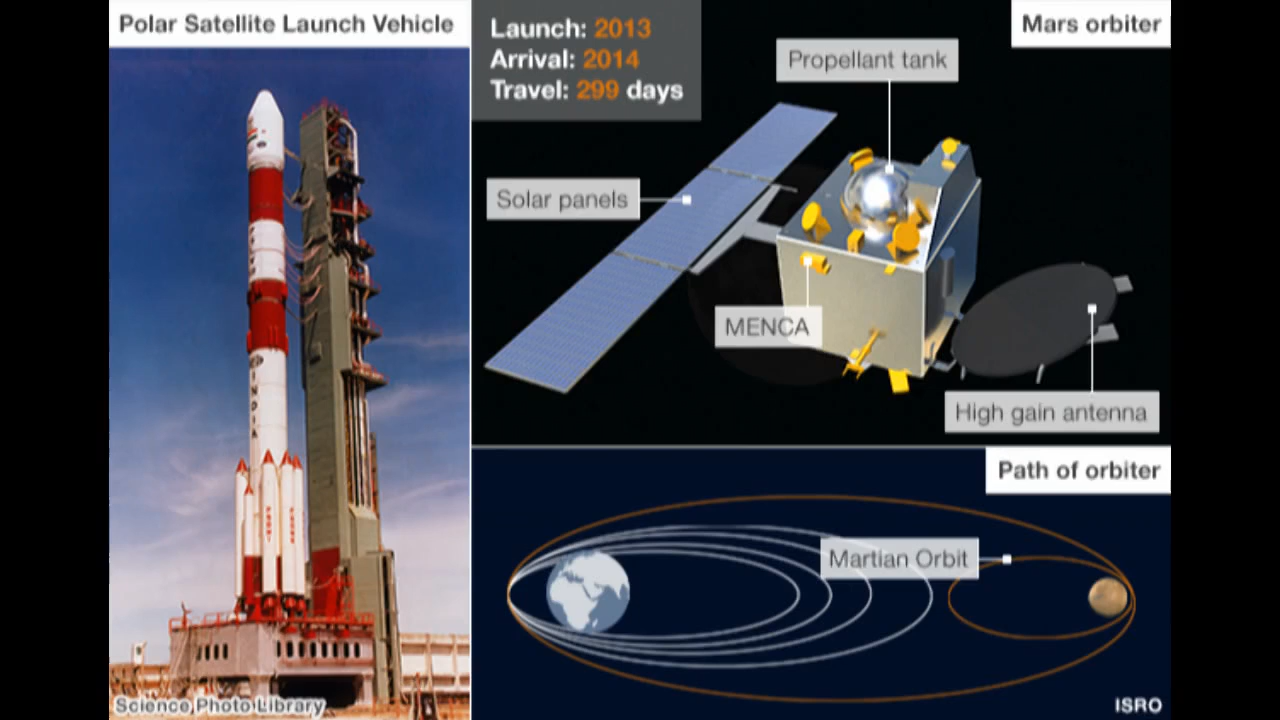 Polar Satellite Launch Vehicle
INDIA
Science Photo Library
Launch: 2013
Arrival: 2014
Travel: 299 days
Mars orbiter
Propellant tank
Solar panels
MENCA
High gain antenna
Path of orbiter
Martian Orbit
ISRO